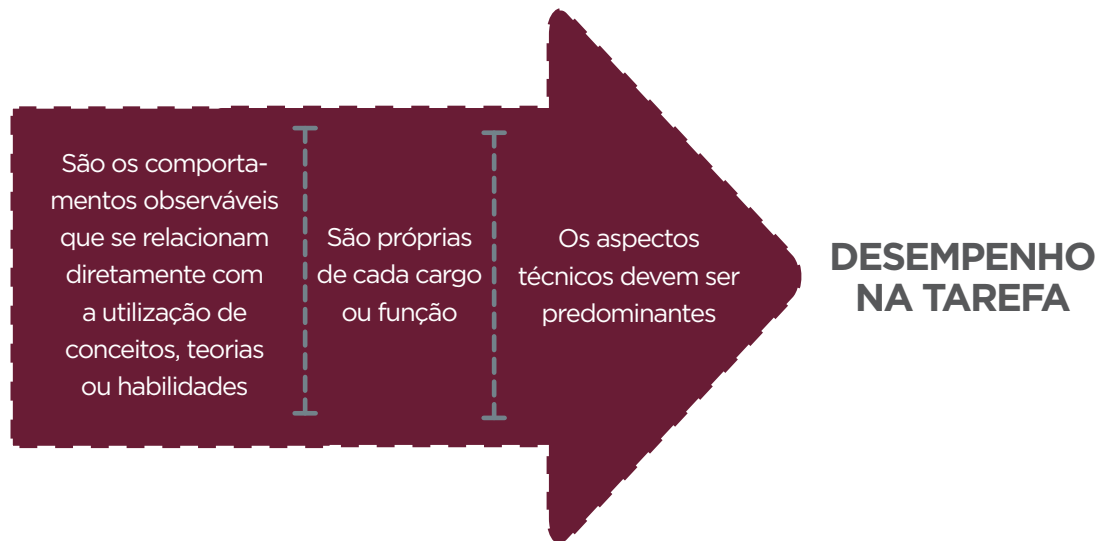 São os comporta-
mentos observáveis
que se relacionam
diretamente com
a utilização de
conceitos, teorias
ou habilidades
São próprias
de cada cargo
ou função
Os aspectos
técnicos devem ser
predominantes
DESEMPENHO
NA TAREFA